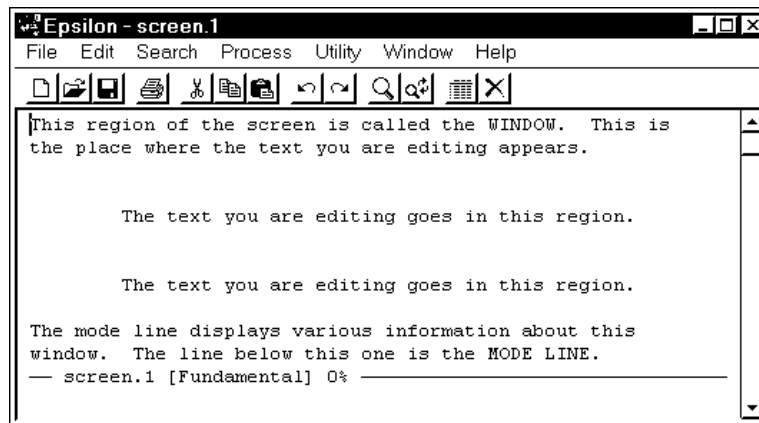 Epsilon - screen.1
File Edit Search Process Utility Window Help
This region of the screen is called the WINDOW.  This is
the place where the text you are editing appears.
The text you are editing goes in this region.
The text you are editing goes in this region.
The mode line displays various information about this
window.  The line below this one is the MODE LINE.
screen.1 [Fundamental] 0%